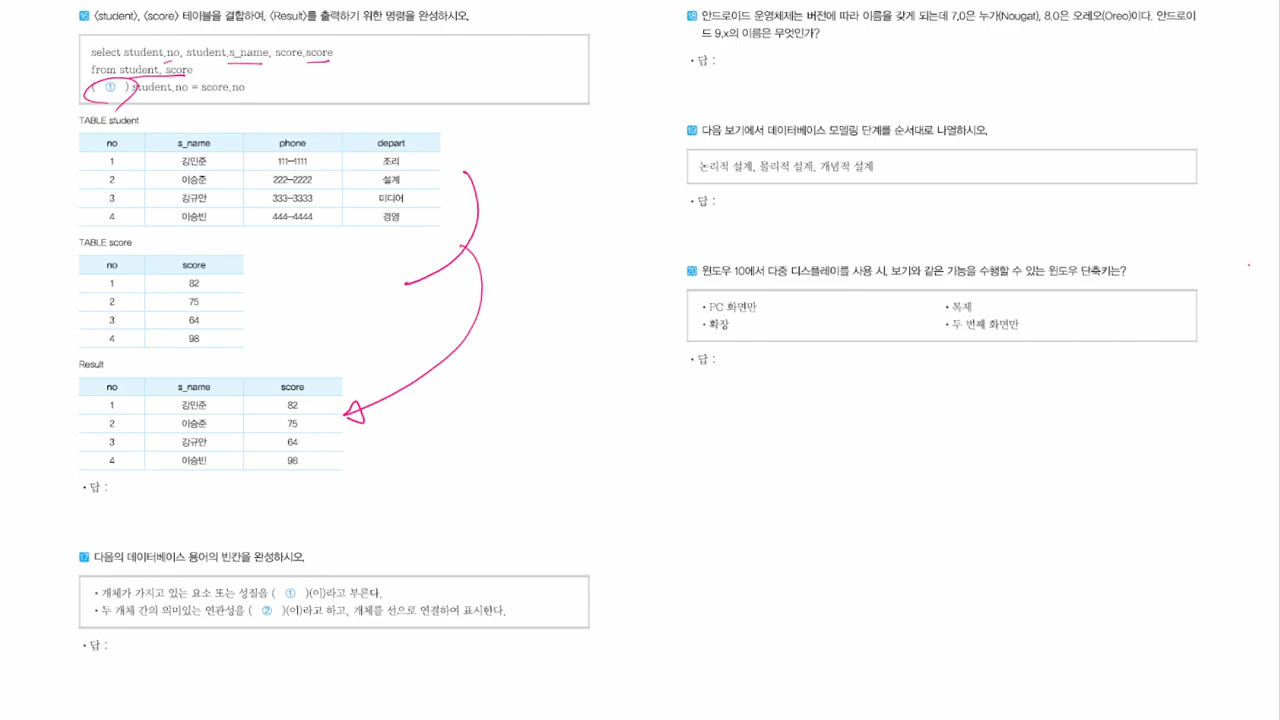 16 <student>, <score> 테이블을 결합하여, <Result>를 출력하기 위한 명령을 완성하시오.
select student.no, student.s_name, score.score
from student, score
( ① ) student.no = score.no
TABLE student
no s_name phone depart
1 강민준 111-1111 조리
2 이승준 222-2222 설계
3 강규만 333-3333 미디어
4 이승빈 444-4444 경영
TABLE score
no score
1 82
2 75
3 64
4 98
Result
no s_name score
1 강민준 82
2 이승준 75
3 강규만 64
4 이승빈 98
• 답 :
17 다음의 데이터베이스 용어의 빈칸을 완성하시오.
• 개체가 가지고 있는 요소 또는 성질을 ( ① )(이)라고 부른다.
• 두 개체 간의 의미있는 연관성을 ( ② )(이)라고 하고, 개체를 선으로 연결하여 표시한다.
• 답 :
18 안드로이드 운영체제는 버전에 따라 이름을 갖게 되는데 7.0은 누가(Nougat), 8.0은 오레오(Oreo)이다. 안드로이
드 9.x의 이름은 무엇인가?
• 답 :
19 다음 보기에서 데이터베이스 모델링 단계를 순서대로 나열하시오.
논리적 설계, 물리적 설계, 개념적 설계
• 답 :
20 윈도우 10에서 다중 디스플레이를 사용 시, 보기와 같은 기능을 수행할 수 있는 윈도우 단축키는?
• PC 화면만 • 복제
• 확장 • 두 번째 화면만
• 답 :